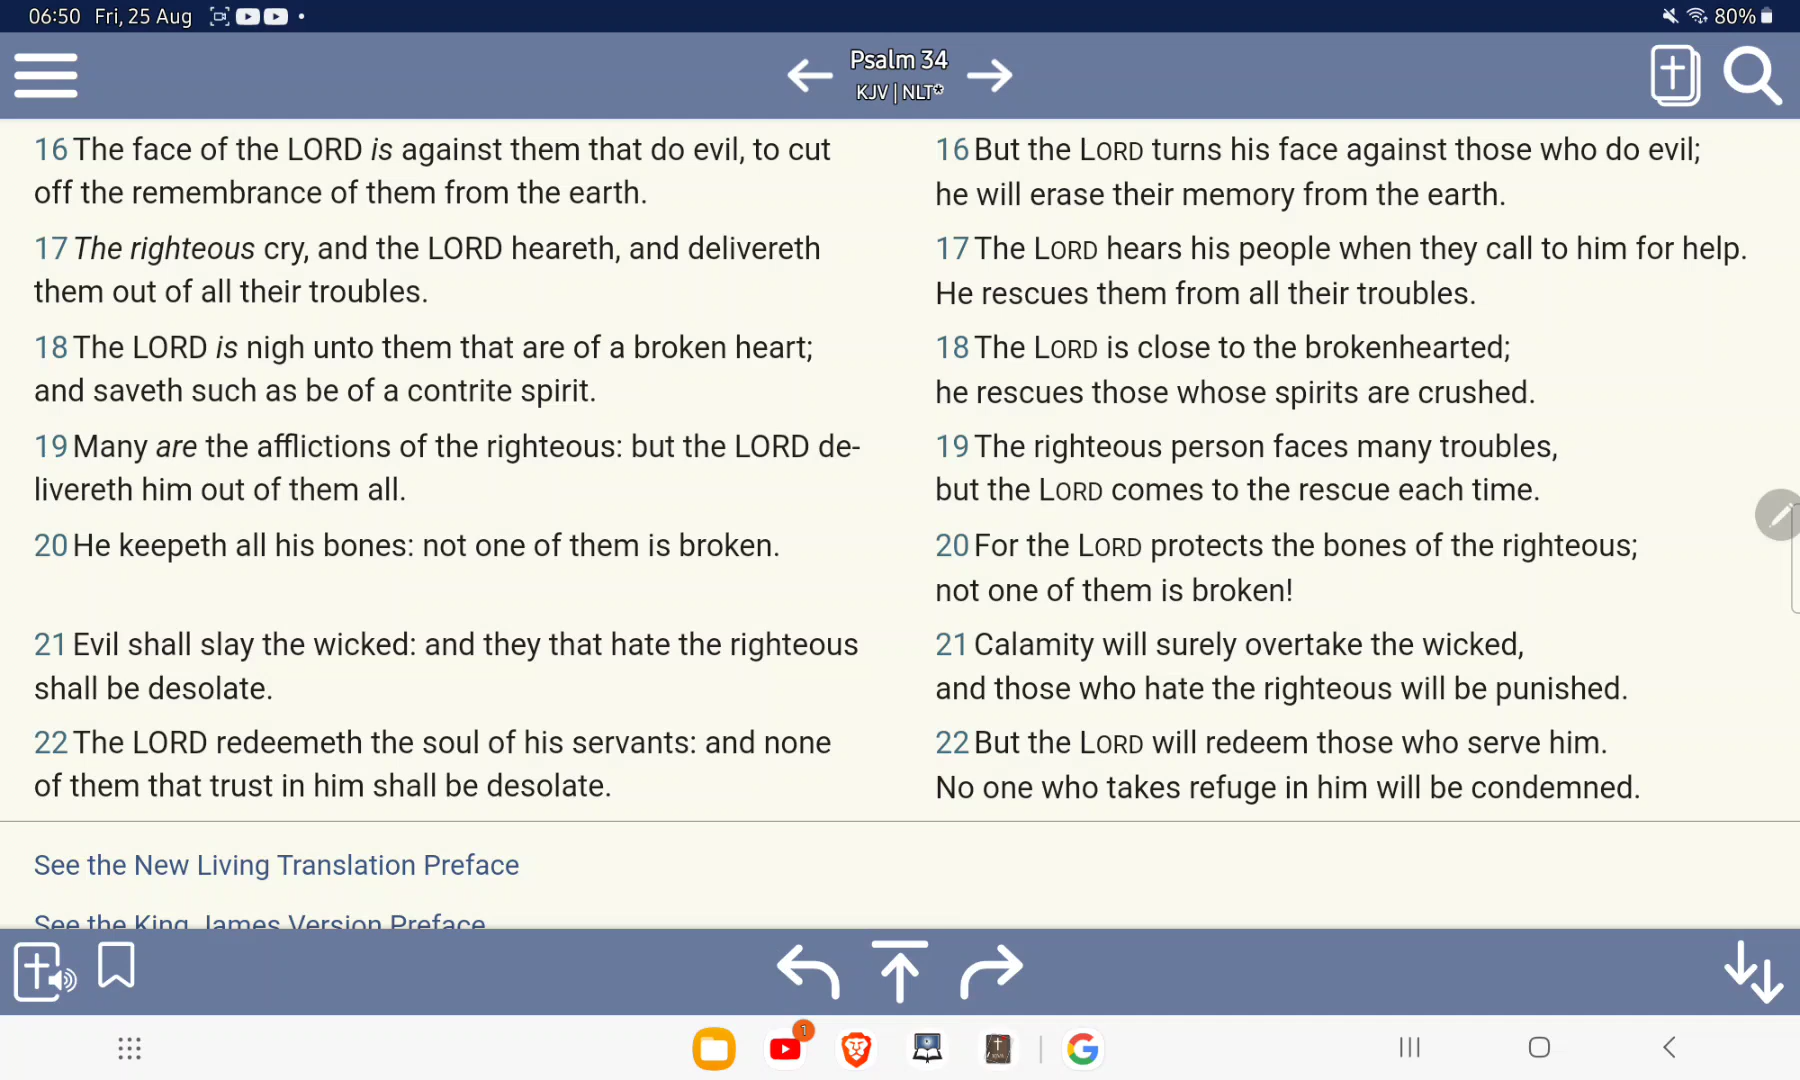 06:50 Fri, 25 Aug
80%
Psalm 34
KJV | NLT*
16 The face of the LORD is against them that do evil, to cut
off the remembrance of them from the earth.
17 The righteous cry, and the LORD heareth, and delivereth
them out of all their troubles.
18 The LORD is nigh unto them that are of a broken heart;
and saveth such as be of a contrite spirit.
19 Many are the afflictions of the righteous: but the LORD de-
livereth him out of them all.
20 He keepeth all his bones: not one of them is broken.
21 Evil shall slay the wicked: and they that hate the righteous
shall be desolate.
22 The LORD redeemeth the soul of his servants: and none
of them that trust in him shall be desolate.
16 But the LORD turns his face against those who do evil;
he will erase their memory from the earth.
17 The LORD hears his people when they call to him for help.
He rescues them from all their troubles.
18 The LORD is close to the brokenhearted;
he rescues those whose spirits are crushed.
19 The righteous person faces many troubles,
but the LORD comes to the rescue each time.
20 For the LORD protects the bones of the righteous;
not one of them is broken!
21 Calamity will surely overtake the wicked,
and those who hate the righteous will be punished.
22 But the LORD will redeem those who serve him.
No one who takes refuge in him will be condemned.
See the New Living Translation Preface
See the King James Version Preface
1